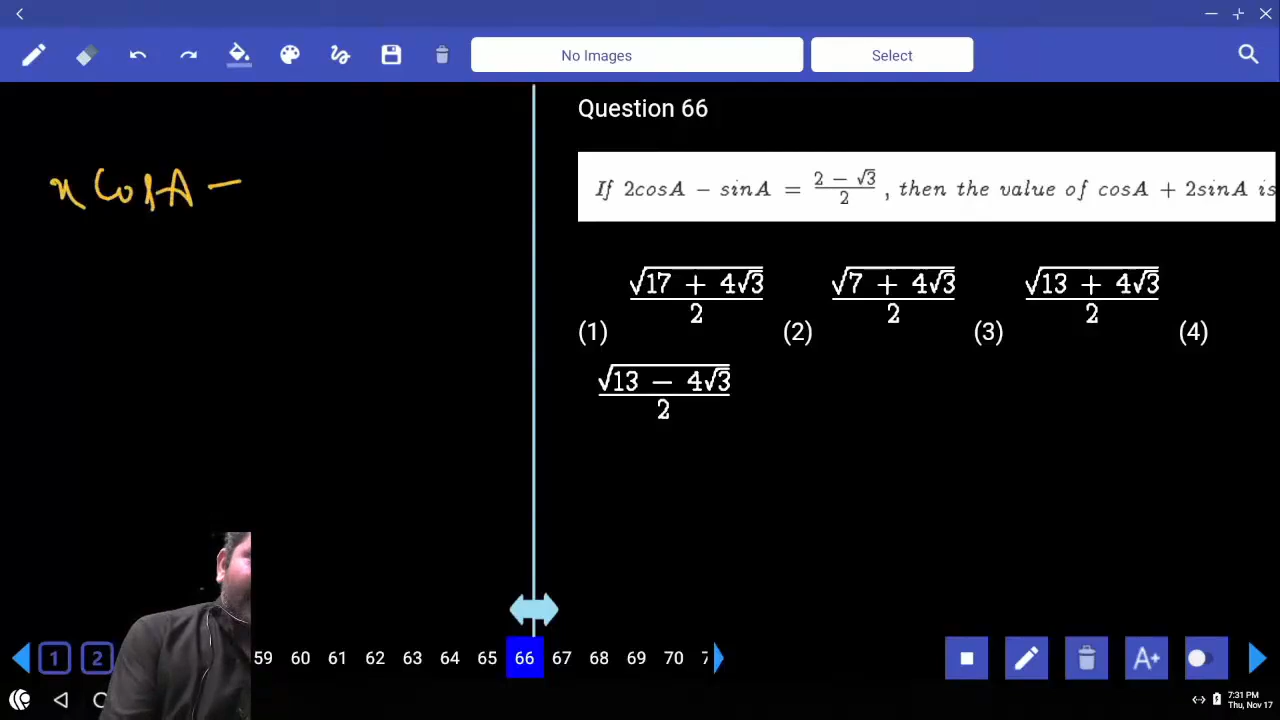 No Images
Select
Question 66
x CosA −
If 2cosA − sinA = (2 − √3)/2 , then the value of cosA + 2sinA is
(1) √(17 + 4√3)/2 (2) √(7 + 4√3)/2 (3) √(13 + 4√3)/2 (4)
√(13 − 4√3)/2
1 2 59 60 61 62 63 64 65 66 67 68 69 70
A+
7:31 PM
Thu, Nov 17